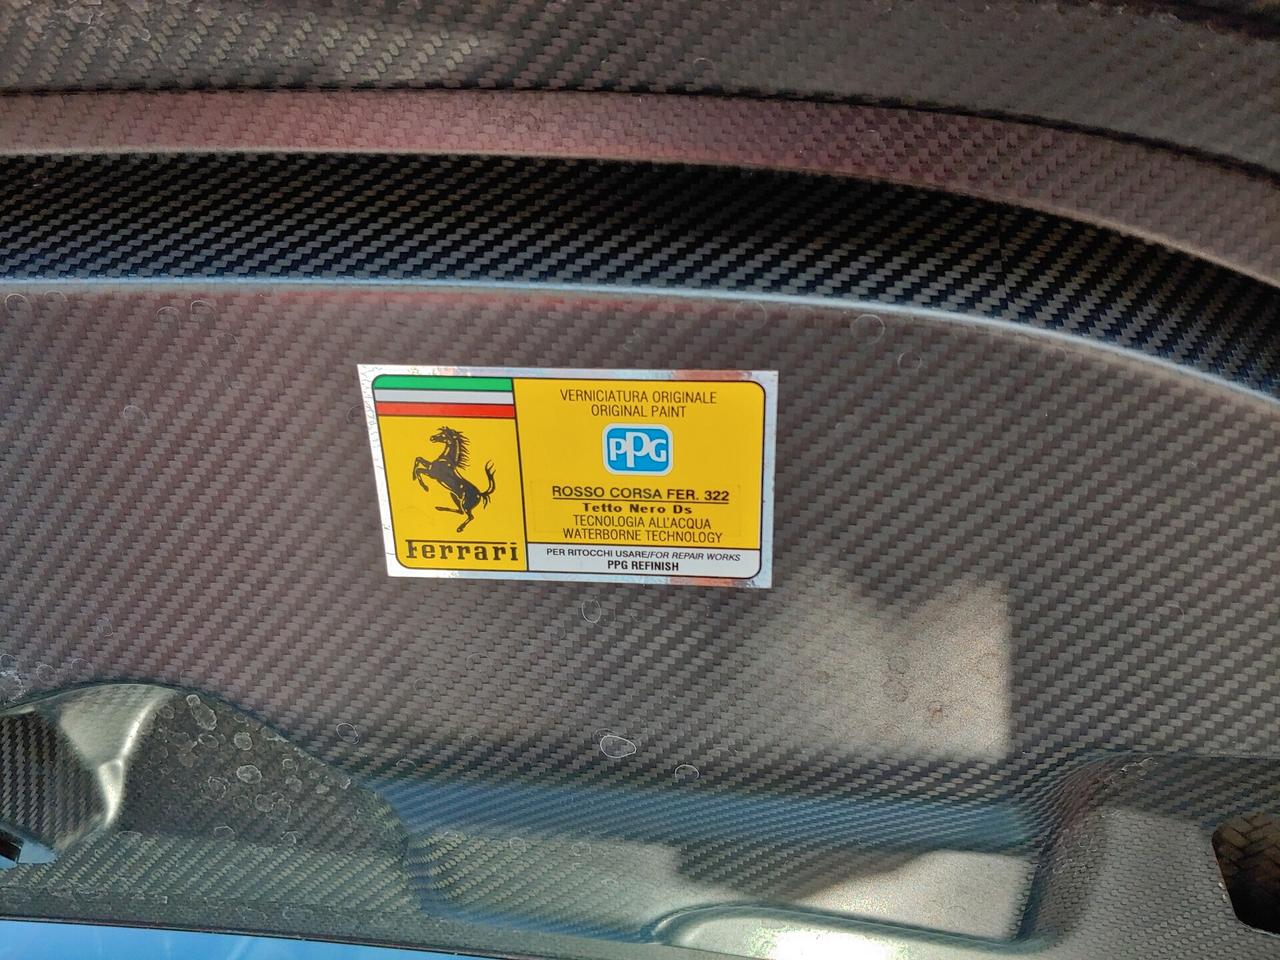 VERNICIATURA ORIGINALE
ORIGINAL PAINT
PPG
ROSSO CORSA FER. 322
Tetto Nero Ds
TECNOLOGIA ALL'ACQUA
WATERBORNE TECHNOLOGY
Ferrari
PER RITOCCHI USARE/FOR REPAIR WORKS
PPG REFINISH